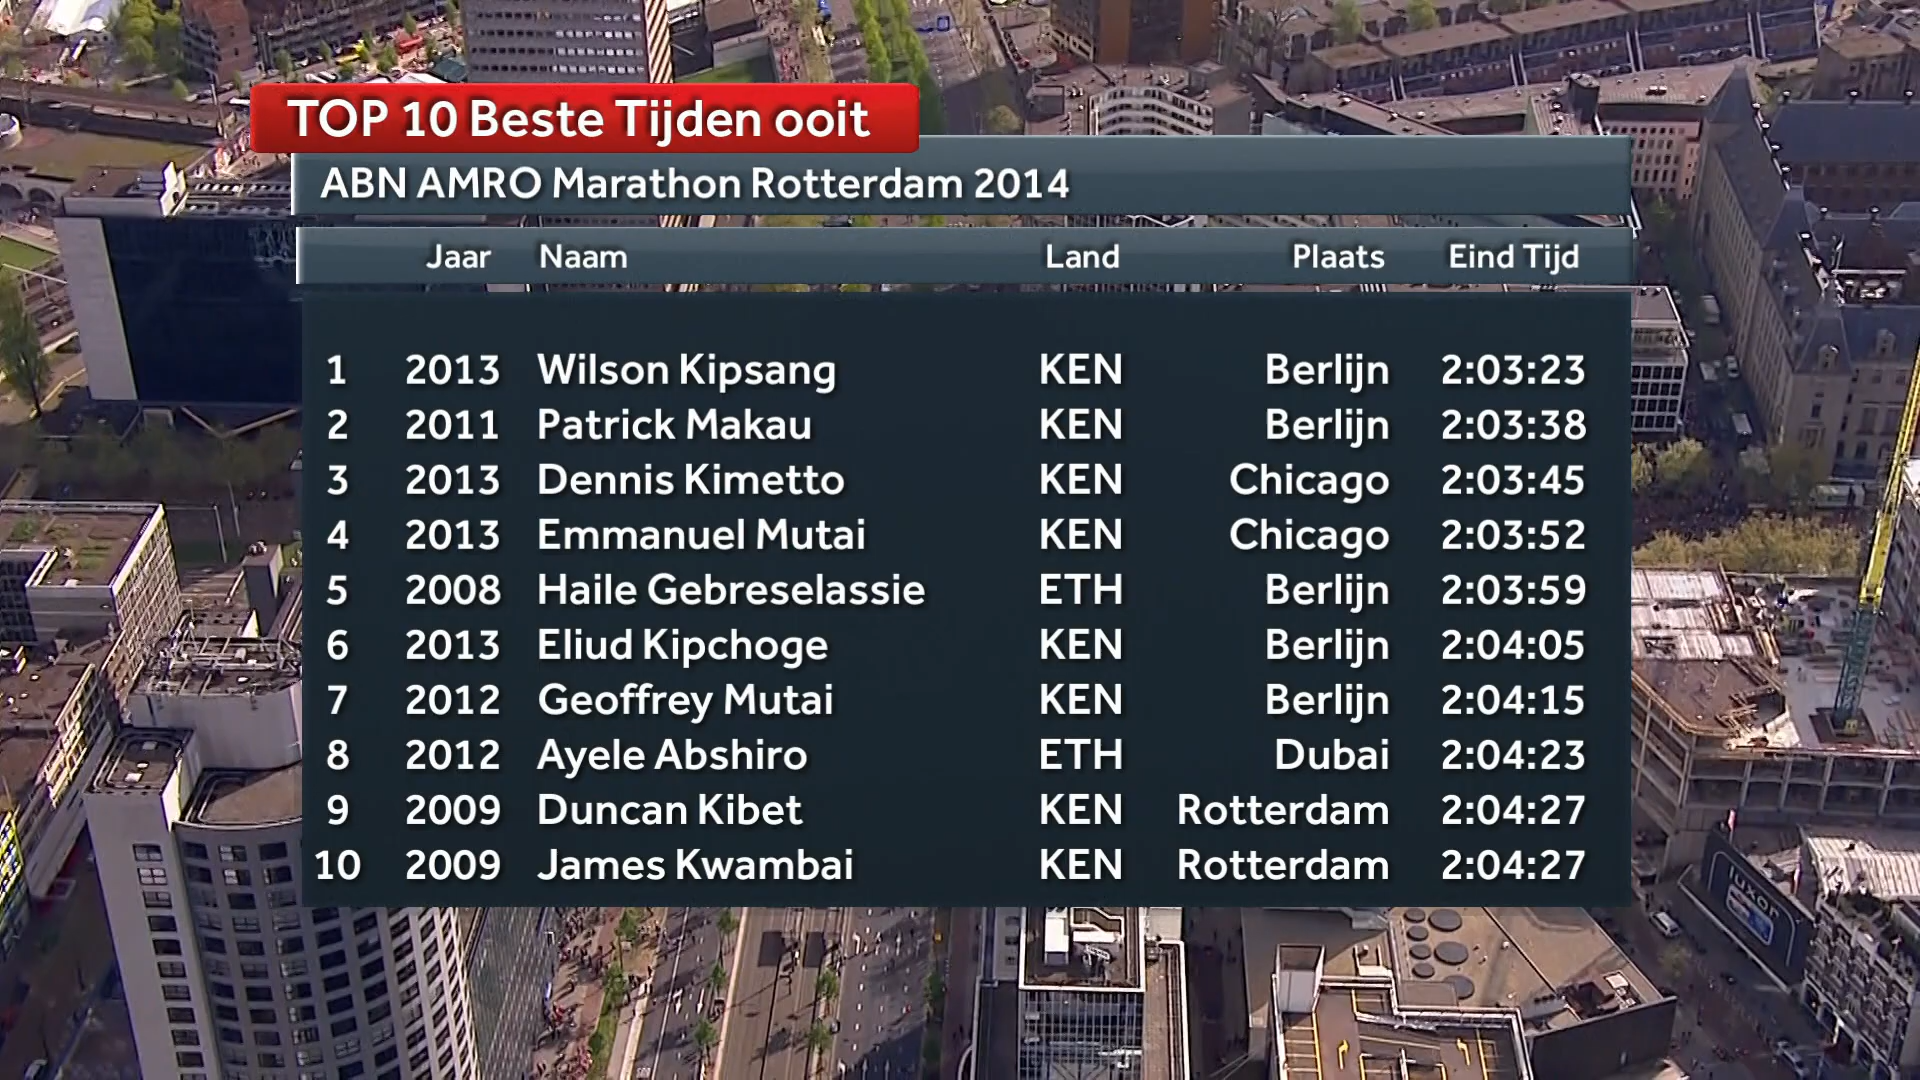 TOP 10 Beste Tijden ooit
ABN AMRO Marathon Rotterdam 2014
Jaar Naam Land Plaats Eind Tijd
1 2013 Wilson Kipsang KEN Berlijn 2:03:23
2 2011 Patrick Makau KEN Berlijn 2:03:38
3 2013 Dennis Kimetto KEN Chicago 2:03:45
4 2013 Emmanuel Mutai KEN Chicago 2:03:52
5 2008 Haile Gebreselassie ETH Berlijn 2:03:59
6 2013 Eliud Kipchoge KEN Berlijn 2:04:05
7 2012 Geoffrey Mutai KEN Berlijn 2:04:15
8 2012 Ayele Abshiro ETH Dubai 2:04:23
9 2009 Duncan Kibet KEN Rotterdam 2:04:27
10 2009 James Kwambai KEN Rotterdam 2:04:27
luxor